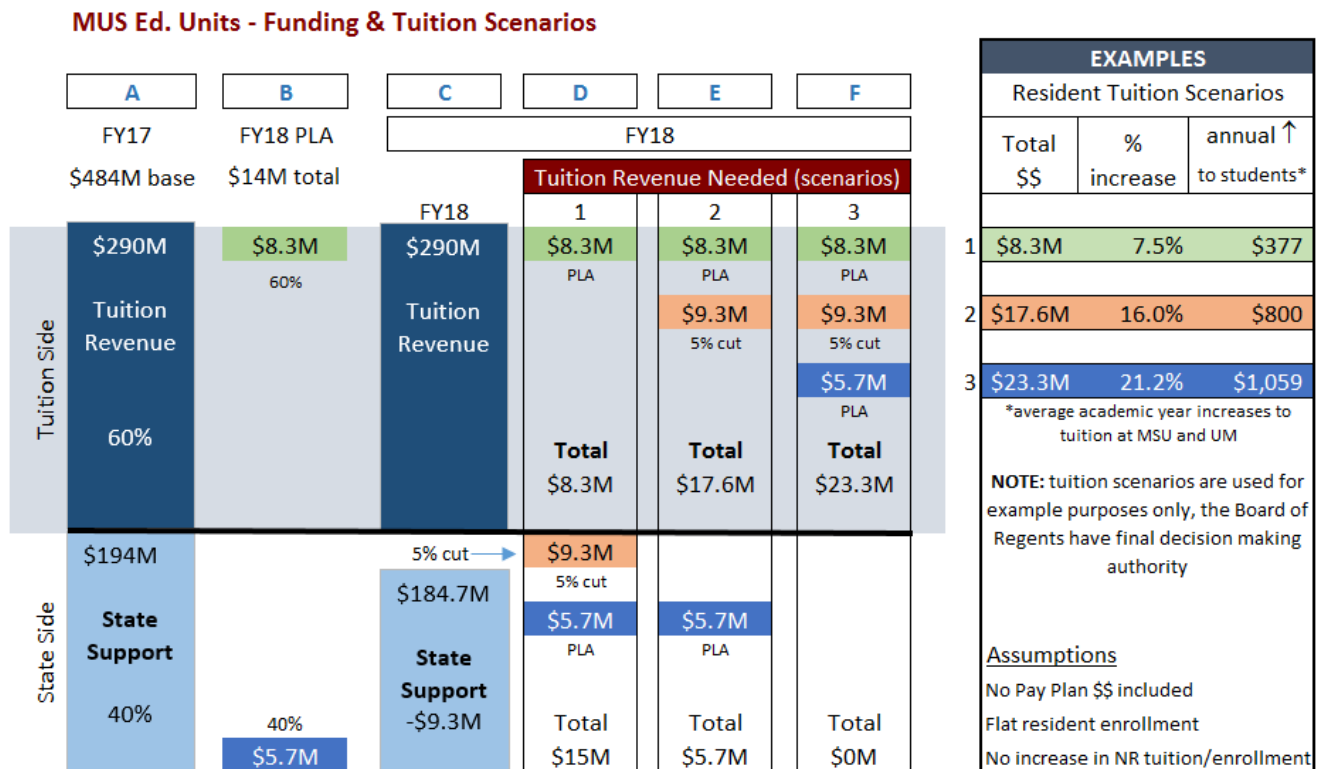 MUS Ed. Units - Funding & Tuition Scenarios
A
B
C
D
E
F
FY17
FY18 PLA
FY18
$484M base
$14M total
Tuition Revenue Needed (scenarios)
FY18
1
2
3
Tuition Side
$290M
$8.3M
$290M
$8.3M
$8.3M
$8.3M
60%
PLA
PLA
PLA
Tuition
Revenue
Tuition
Revenue
$9.3M
$9.3M
5% cut
5% cut
$5.7M
PLA
60%
Total
Total
Total
$8.3M
$17.6M
$23.3M
State Side
$194M
5% cut
$9.3M
5% cut
$184.7M
State
Support
$5.7M
$5.7M
PLA
PLA
State
Support
-$9.3M
40%
40%
Total
Total
Total
$5.7M
$15M
$5.7M
$0M
EXAMPLES
Resident Tuition Scenarios
Total
$$
%
increase
annual ↑
to students*
1 $8.3M 7.5% $377
2 $17.6M 16.0% $800
3 $23.3M 21.2% $1,059
*average academic year increases to
tuition at MSU and UM
NOTE: tuition scenarios are used for
example purposes only, the Board of
Regents have final decision making
authority
Assumptions
No Pay Plan $$ included
Flat resident enrollment
No increase in NR tuition/enrollment